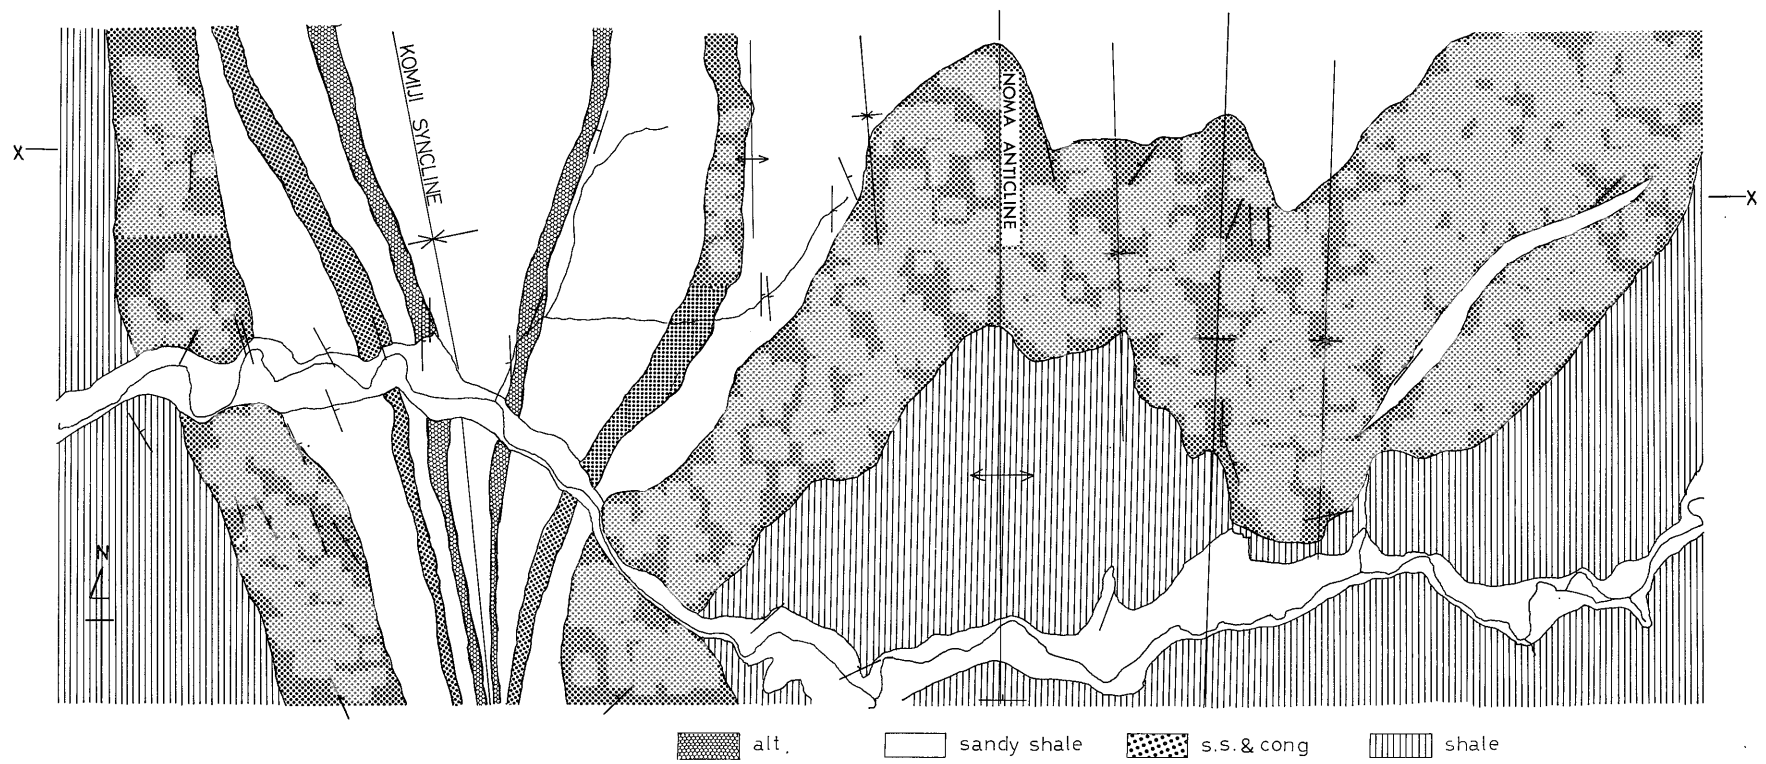 KOMIJI SYNCLINE
NOMA ANTICLINE
X
X
N
alt.
sandy shale
s.s. & cong
shale